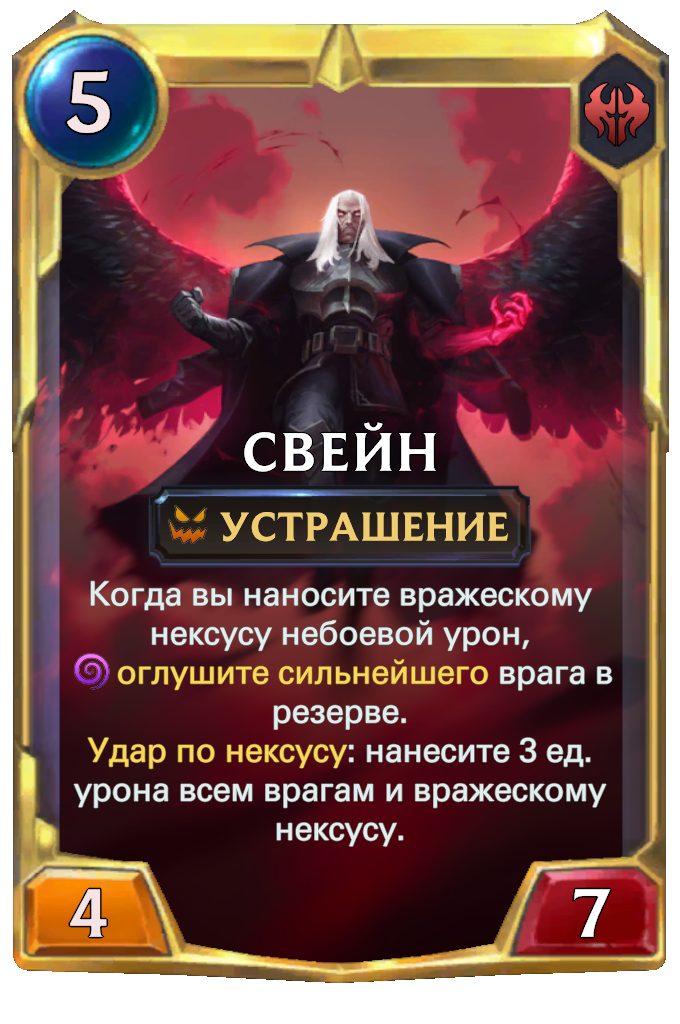 5
СВЕЙН
УСТРАШЕНИЕ
Когда вы наносите вражескому
нексусу небоевой урон,
оглушите сильнейшего врага в
резерве.
Удар по нексусу: нанесите 3 ед.
урона всем врагам и вражескому
нексусу.
4
7